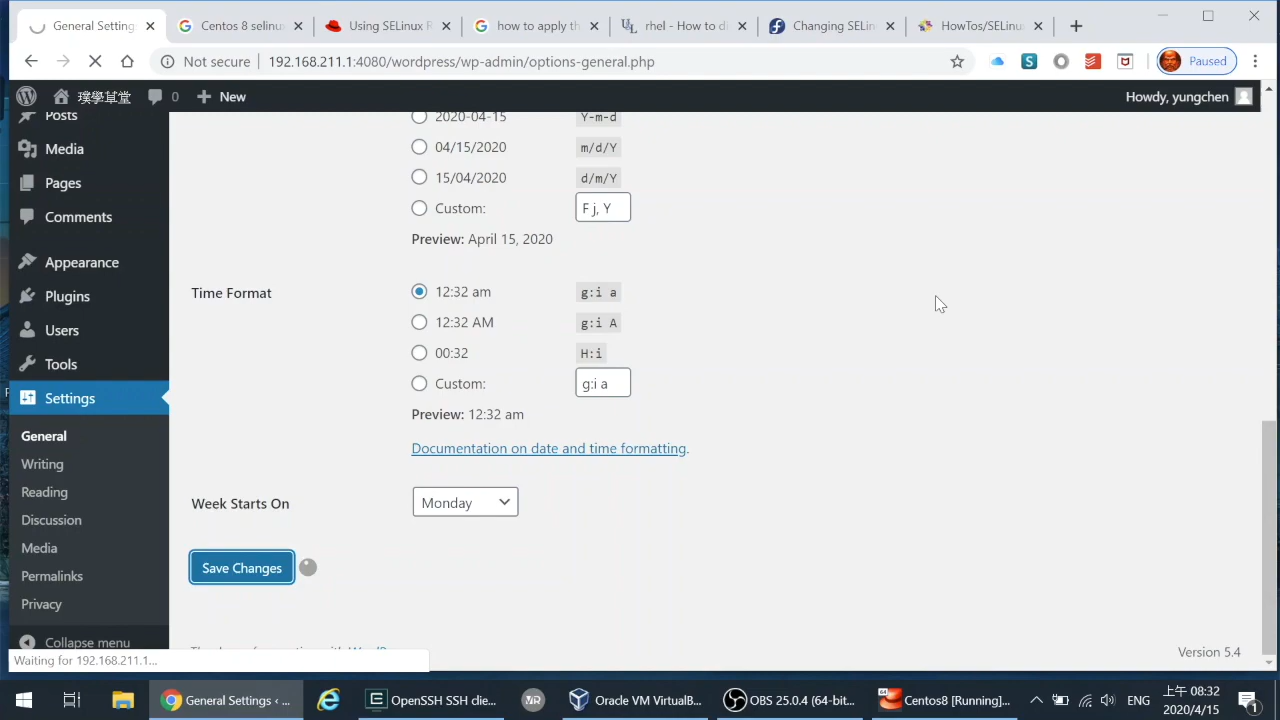 General Settings
Centos 8 selinu
Using SELinux R
how to apply th
rhel - How to di
Changing SELin
HowTos/SELinu
Not secure | 192.168.211.1:4080/wordpress/wp-admin/options-general.php
Paused
璞學草堂
0
New
Howdy, yungchen
Posts
Media
Pages
Comments
Appearance
Plugins
Users
Tools
Settings
General
Writing
Reading
Discussion
Media
Permalinks
Privacy
Collapse menu
2020-04-15 Y-m-d
04/15/2020 m/d/Y
15/04/2020 d/m/Y
Custom: F j, Y
Preview: April 15, 2020
Time Format
12:32 am g:i a
12:32 AM g:i A
00:32 H:i
Custom: g:i a
Preview: 12:32 am
Documentation on date and time formatting.
Week Starts On Monday
Save Changes
Version 5.4
Waiting for 192.168.211.1...
General Settings ‹ ...
OpenSSH SSH clie...
Oracle VM VirtualB...
OBS 25.0.4 (64-bit...
Centos8 [Running]...
ENG
上午 08:32
2020/4/15
1